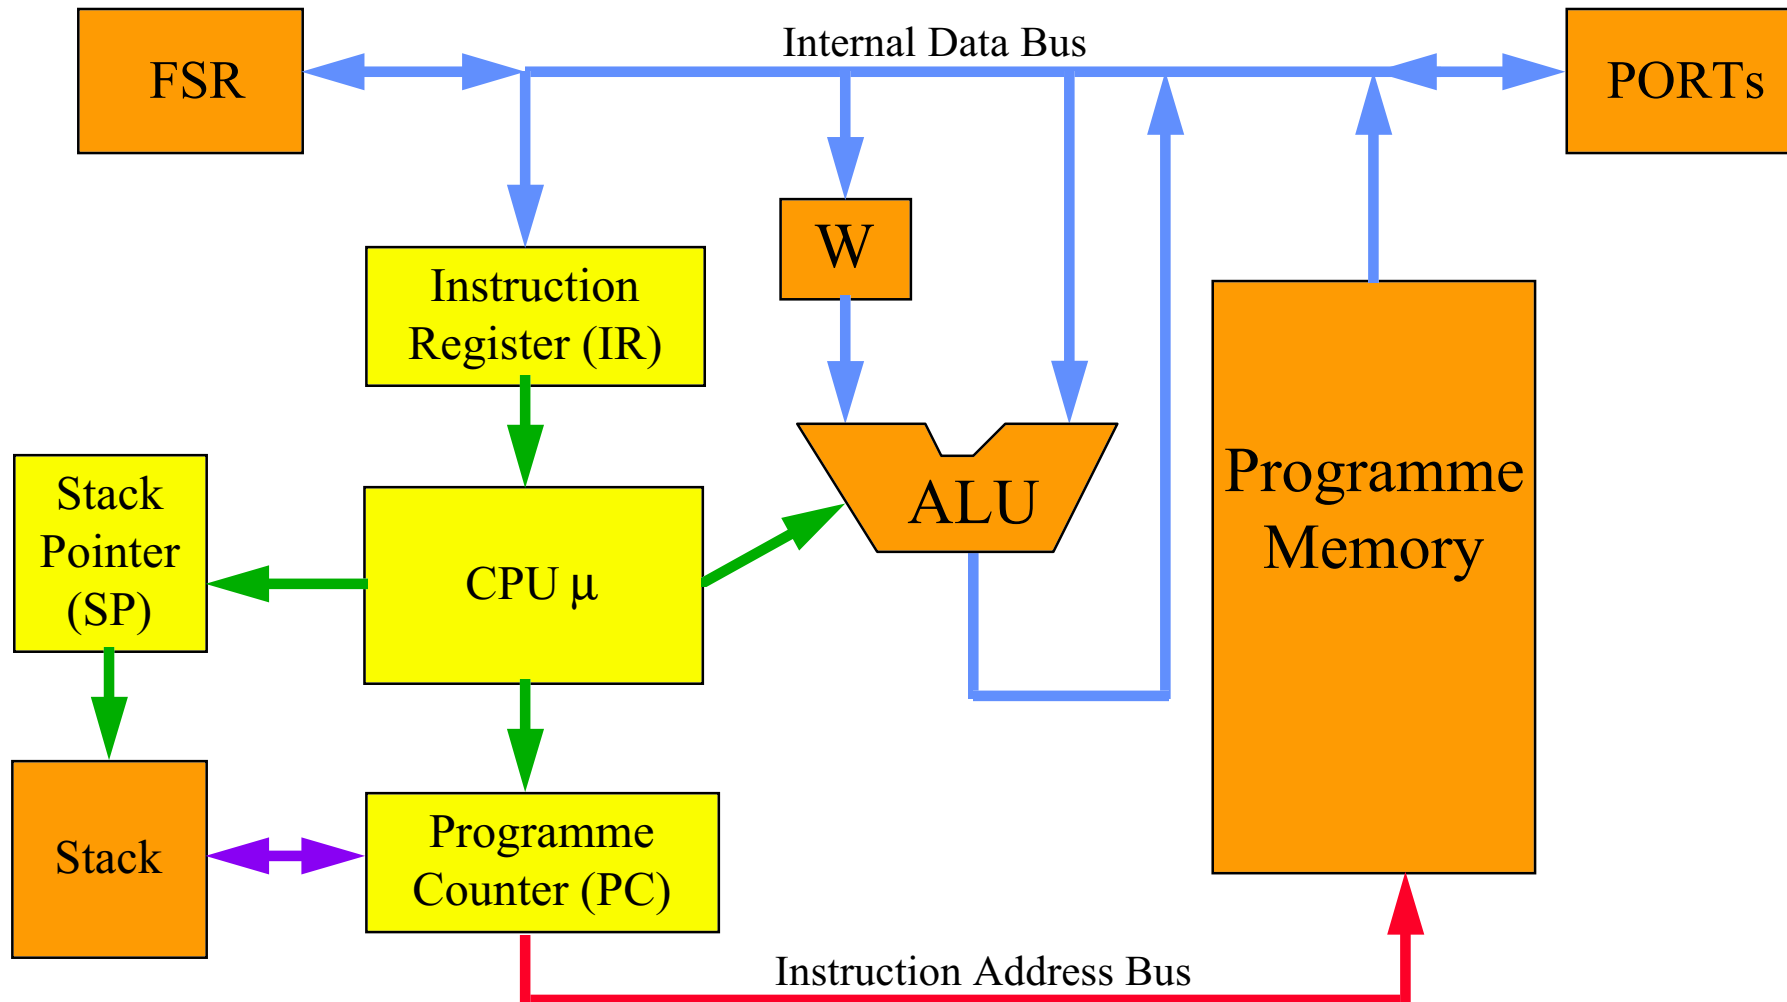 Internal Data Bus
FSR
PORTs
W
Instruction
Register (IR)
Stack
Pointer
(SP)
CPU µ
ALU
Programme
Memory
Stack
Programme
Counter (PC)
Instruction Address Bus